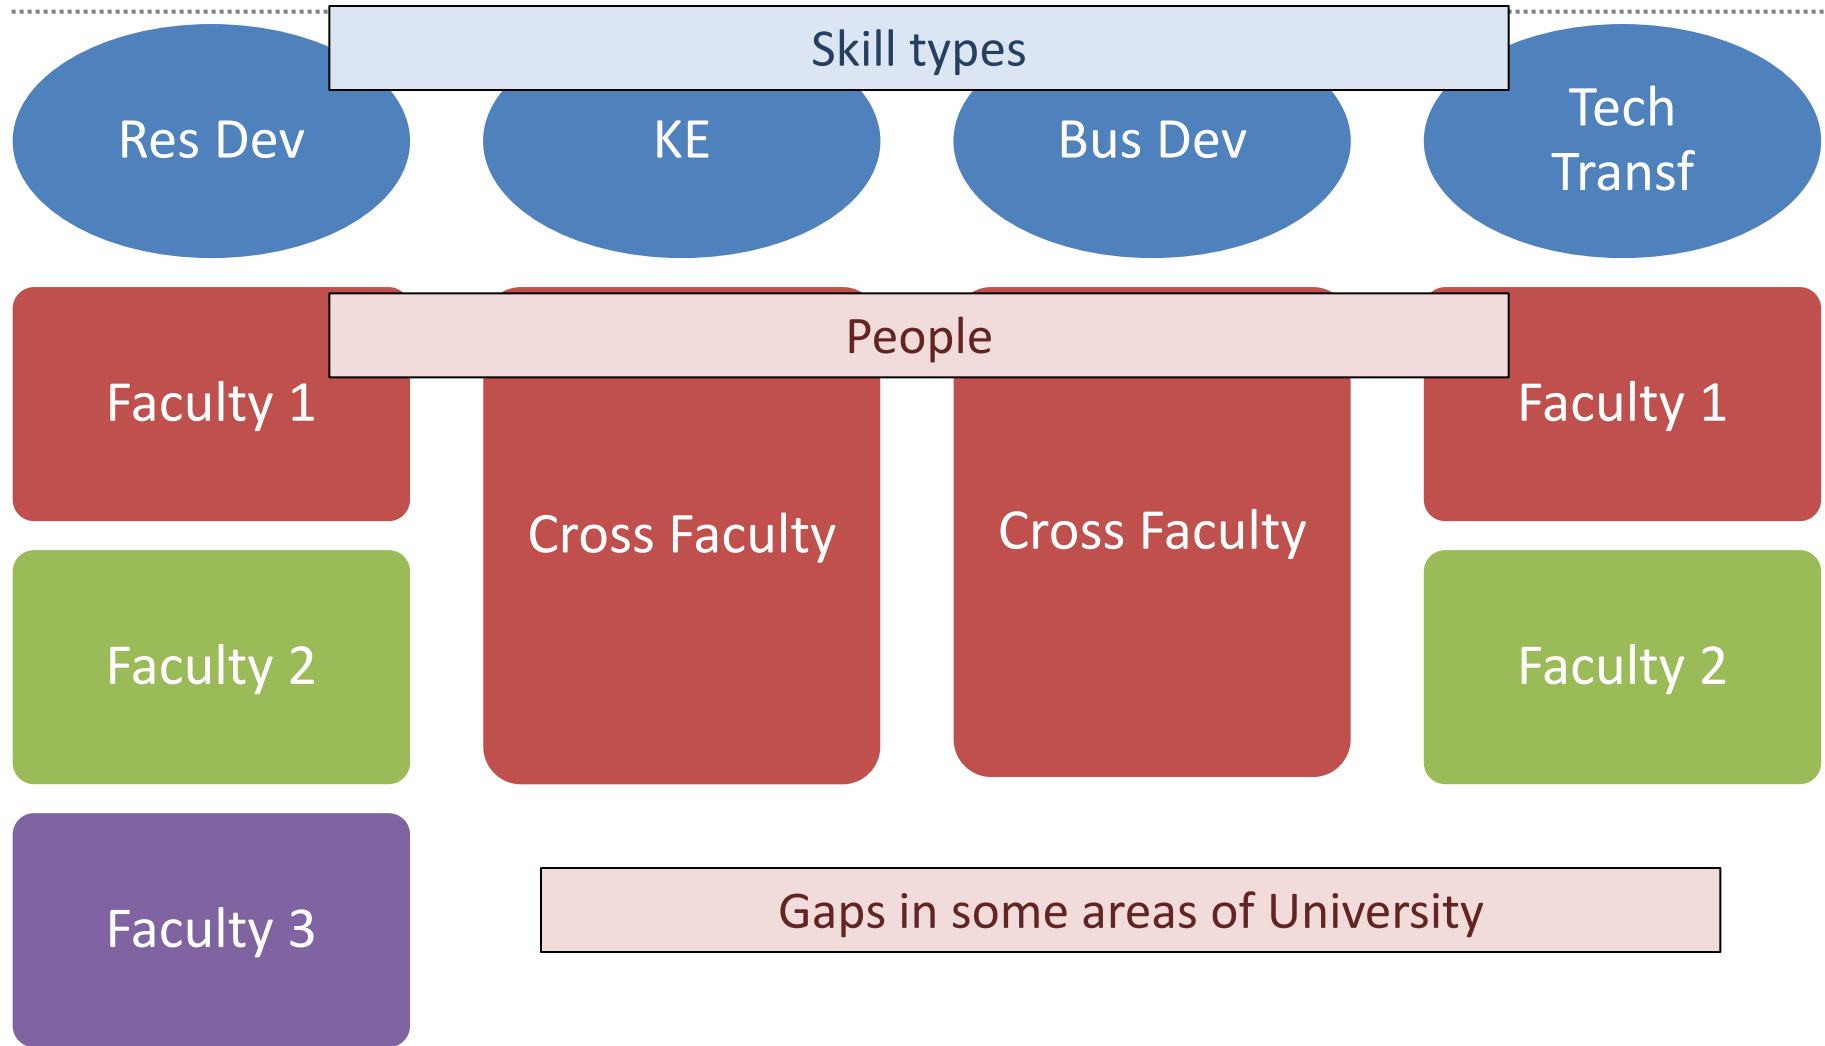 Skill types
Res Dev
KE
Bus Dev
Tech
Transf
People
Faculty 1
Cross Faculty
Cross Faculty
Faculty 1
Faculty 2
Faculty 2
Faculty 3
Gaps in some areas of University